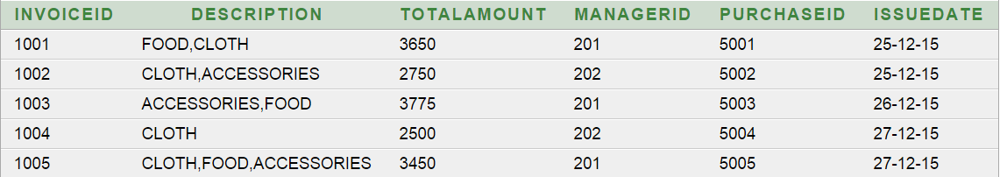 INVOICEID DESCRIPTION TOTALAMOUNT MANAGERID PURCHASEID ISSUEDATE
1001 FOOD,CLOTH 3650 201 5001 25-12-15
1002 CLOTH,ACCESSORIES 2750 202 5002 25-12-15
1003 ACCESSORIES,FOOD 3775 201 5003 26-12-15
1004 CLOTH 2500 202 5004 27-12-15
1005 CLOTH,FOOD,ACCESSORIES 3450 201 5005 27-12-15